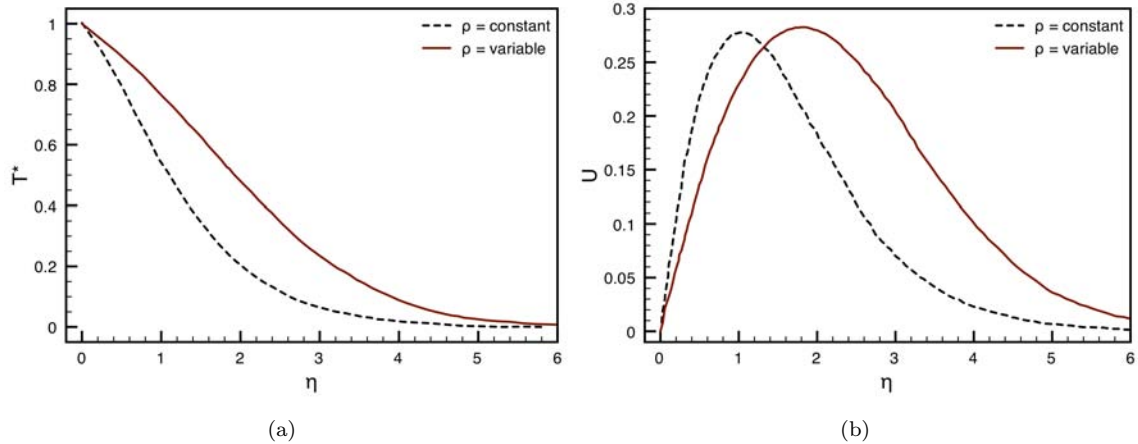 1
0.8
0.6
0.4
0.2
0
T*
0 1 2 3 4 5 6
η
ρ = constant
ρ = variable
(a)
0.3
0.25
0.2
0.15
0.1
0.05
0
U
0 1 2 3 4 5 6
η
ρ = constant
ρ = variable
(b)